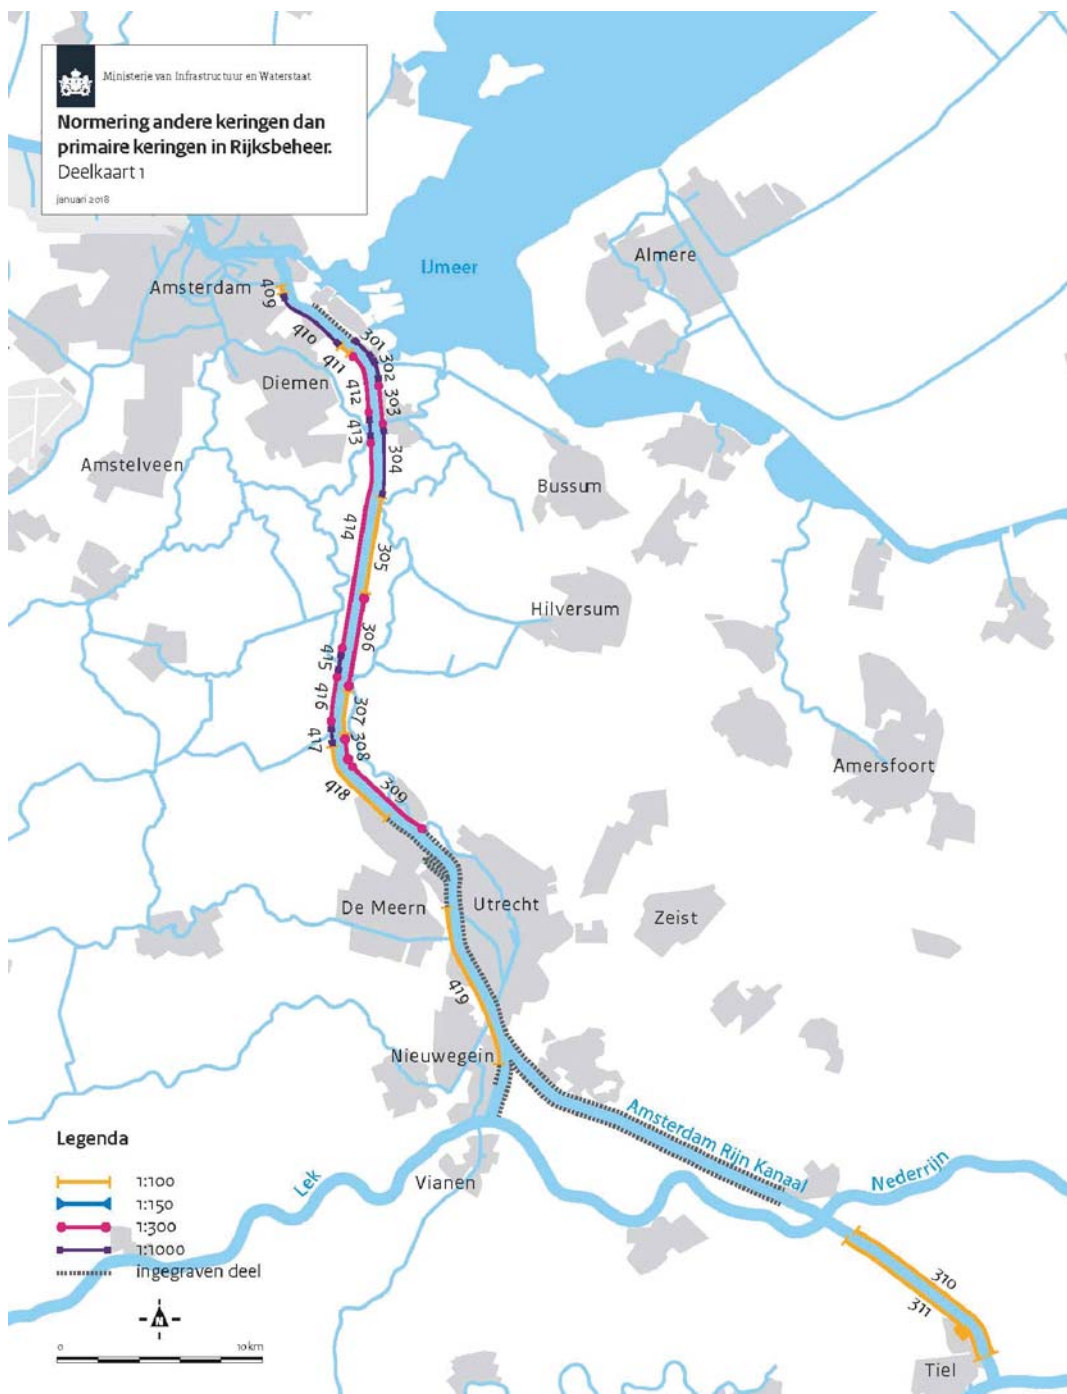 Ministerie van Infrastructuur en Waterstaat
Normering andere keringen dan
primaire keringen in Rijksbeheer.
Deelkaart 1
januari 2018
IJmeer
Almere
Amsterdam
409
410
301
411
302
Diemen
412
303
413
304
Amstelveen
Bussum
414
305
Hilversum
306
415
416
307
417
308
Amersfoort
418
309
De Meern
Utrecht
Zeist
419
Nieuwegein
Amsterdam Rijn Kanaal
Lek
Nederrijn
Vianen
310
311
Tiel
Legenda
1:100
1:150
1:300
1:1000
ingegraven deel
N
0 10 km